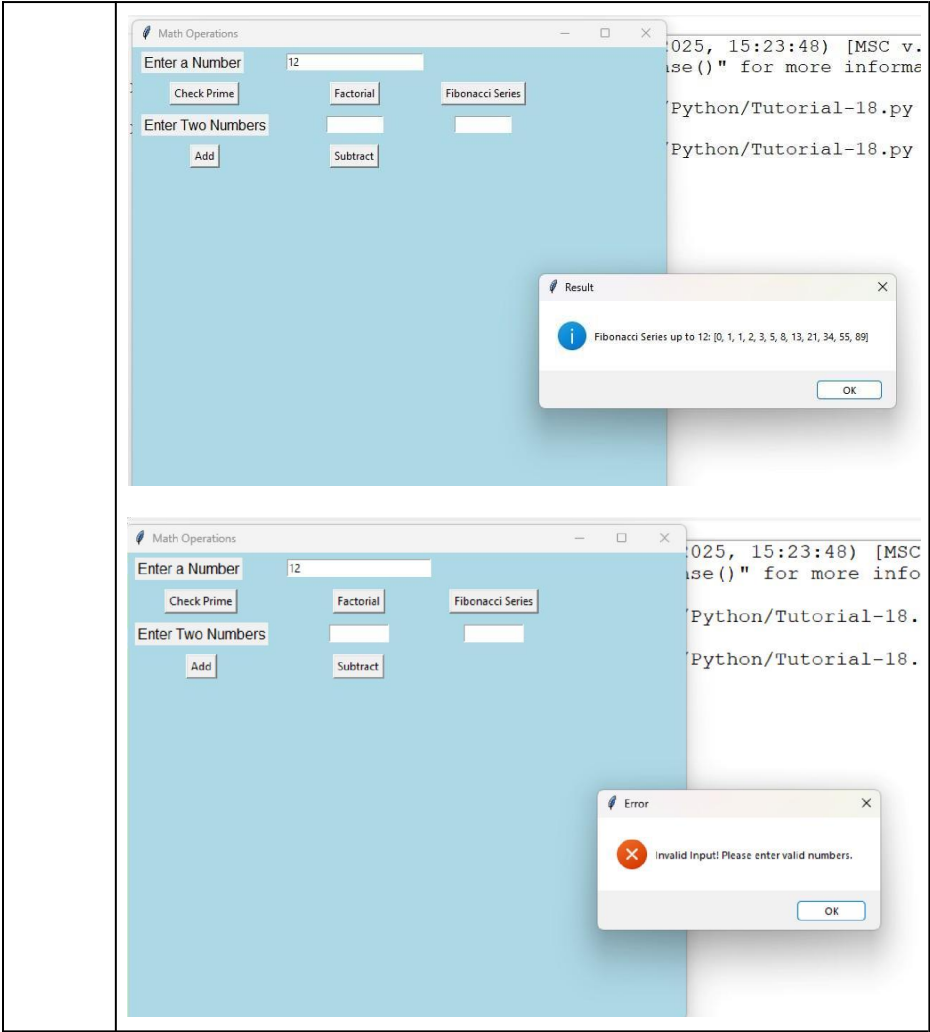 Math Operations
025, 15:23:48) [MSC v.
Enter a Number 12
se()" for more informa
Check Prime Factorial Fibonacci Series
/Python/Tutorial-18.py
Enter Two Numbers
Add Subtract
/Python/Tutorial-18.py
Result
Fibonacci Series up to 12: [0, 1, 1, 2, 3, 5, 8, 13, 21, 34, 55, 89]
OK
Math Operations
025, 15:23:48) [MSC
Enter a Number 12
se()" for more info
Check Prime Factorial Fibonacci Series
/Python/Tutorial-18.
Enter Two Numbers
Add Subtract
/Python/Tutorial-18.
Error
Invalid Input! Please enter valid numbers.
OK